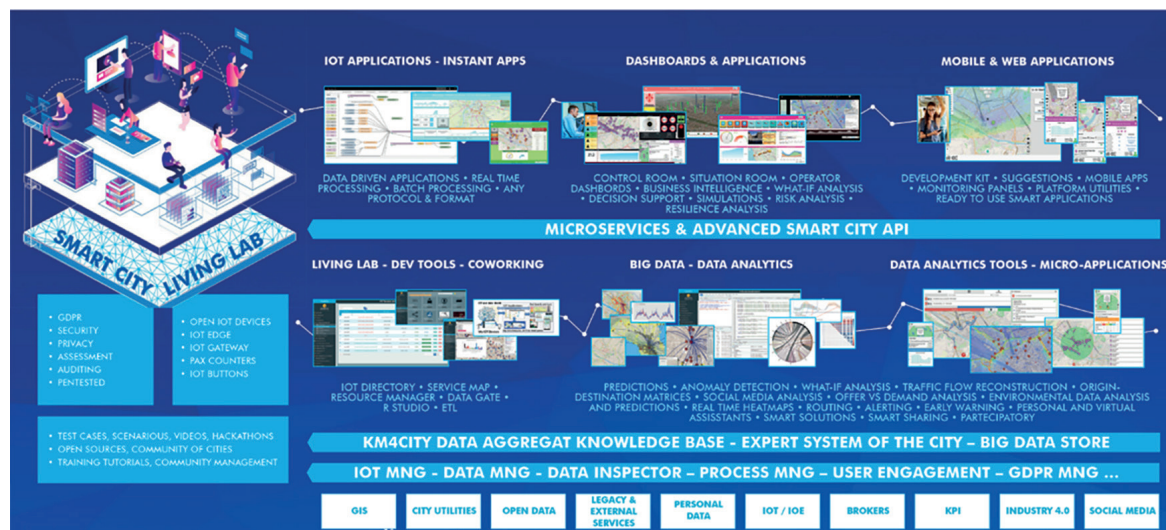 IOT APPLICATIONS - INSTANT APPS
DATA DRIVEN APPLICATIONS • REAL TIME
PROCESSING • BATCH PROCESSING • ANY
PROTOCOL & FORMAT
DASHBOARDS & APPLICATIONS
CONTROL ROOM • SITUATION ROOM • OPERATOR
DASHBORDS • BUSINESS INTELLIGENCE • WHAT-IF ANALYSIS
• DECISION SUPPORT • SIMULATIONS • RISK ANALYSIS •
RESILIENCE ANALYSIS
MOBILE & WEB APPLICATIONS
DEVELOPMENT KIT • SUGGESTIONS • MOBILE APPS
• MONITORING PANELS • PLATFORM UTILITIES •
READY TO USE SMART APPLICATIONS
MICROSERVICES & ADVANCED SMART CITY API
SMART CITY LIVING LAB
• GDPR
• SECURITY
• PRIVACY
• ASSESSMENT
• AUDITING
• PENTESTED
• OPEN IOT DEVICES
• IOT EDGE
• IOT GATEWAY
• PAX COUNTERS
• IOT BUTTONS
• TEST CASES, SCENARIOUS, VIDEOS, HACKATHONS
• OPEN SOURCES, COMMUNITY OF CITIES
• TRAINING TUTORIALS, COMMUNITY MANAGEMENT
LIVING LAB - DEV TOOLS - COWORKING
IOT DIRECTORY • SERVICE MAP •
RESOURCE MANAGER • DATA GATE •
R STUDIO • ETL
BIG DATA - DATA ANALYTICS
DATA ANALYTICS TOOLS - MICRO-APPLICATIONS
PREDICTIONS • ANOMALY DETECTION • WHAT-IF ANALYSIS • TRAFFIC FLOW RECONSTRUCTION • ORIGIN-
DESTINATION MATRICES • SOCIAL MEDIA ANALYSIS • OFFER VS DEMAND ANALYSIS • ENVIRONMENTAL DATA ANALYSIS
AND PREDICTIONS • REAL TIME HEATMAPS • ROUTING • ALERTING • EARLY WARNING • PERSONAL AND VIRTUAL
ASSISTANTS • SMART SOLUTIONS • SMART SHARING • PARTECIPATORY
KM4CITY DATA AGGREGAT KNOWLEDGE BASE - EXPERT SYSTEM OF THE CITY – BIG DATA STORE
IOT MNG - DATA MNG - DATA INSPECTOR – PROCESS MNG – USER ENGAGEMENT – GDPR MNG ...
GIS
CITY UTILITIES
OPEN DATA
LEGACY &
EXTERNAL
SERVICES
PERSONAL
DATA
IOT / IOE
BROKERS
KPI
INDUSTRY 4.0
SOCIAL MEDIA